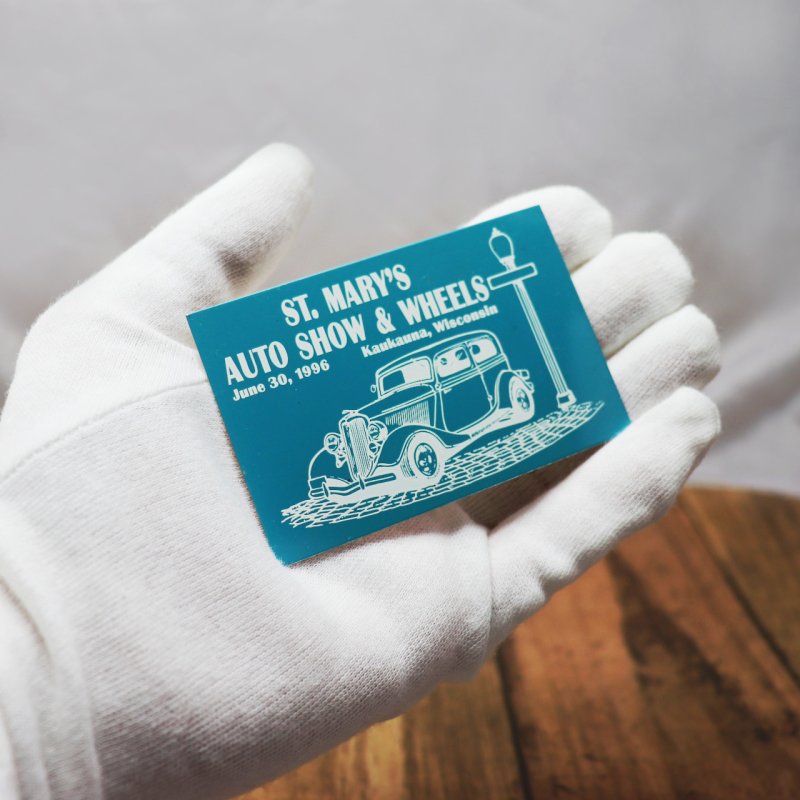 ST. MARY'S
AUTO SHOW & WHEELS
June 30, 1996
Kaukauna, Wisconsin